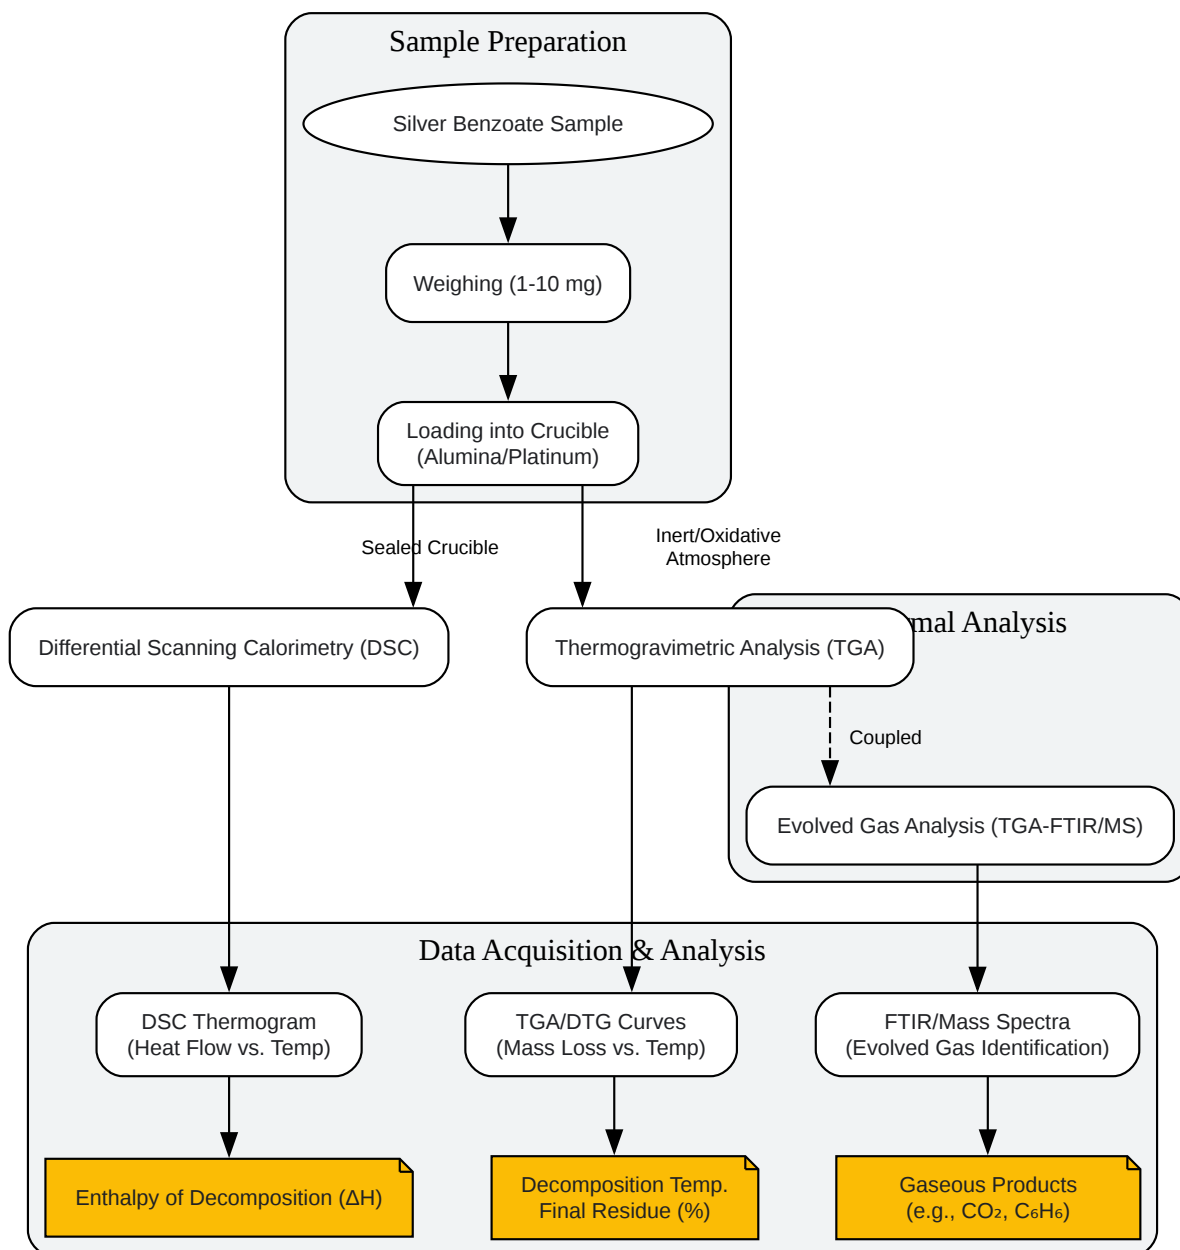 Sample Preparation
Silver Benzoate Sample
Weighing (1-10 mg)
Loading into Crucible
(Alumina/Platinum)
Sealed Crucible
Inert/Oxidative
Atmosphere
Differential Scanning Calorimetry (DSC)
Thermogravimetric Analysis (TGA)
Analysis
Coupled
Evolved Gas Analysis (TGA-FTIR/MS)
Data Acquisition & Analysis
DSC Thermogram
(Heat Flow vs. Temp)
TGA/DTG Curves
(Mass Loss vs. Temp)
FTIR/Mass Spectra
(Evolved Gas Identification)
Enthalpy of Decomposition (ΔH)
Decomposition Temp.
Final Residue (%)
Gaseous Products
(e.g., CO₂, C₆H₆)